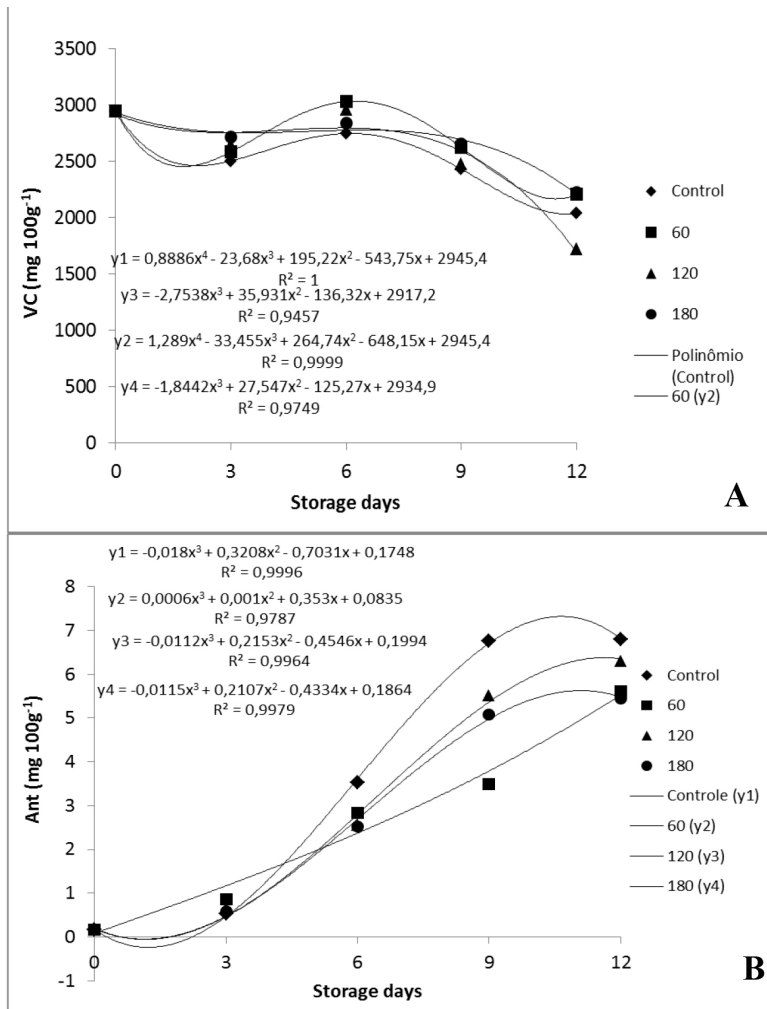 3500
3000
2500
2000
1500
1000
500
0
VC (mg 100g⁻¹)
y1 = 0,8886x⁴ - 23,68x³ + 195,22x² - 543,75x + 2945,4
R² = 1
y3 = -2,7538x³ + 35,931x² - 136,32x + 2917,2
R² = 0,9457
y2 = 1,289x⁴ - 33,455x³ + 264,74x² - 648,15x + 2945,4
R² = 0,9999
y4 = -1,8442x³ + 27,547x² - 125,27x + 2934,9
R² = 0,9749
0 3 6 9 12
Storage days
Control
60
120
180
Polinômio
(Control)
60 (y2)
A
y1 = -0,018x³ + 0,3208x² - 0,7031x + 0,1748
R² = 0,9996
y2 = 0,0006x³ + 0,001x² + 0,353x + 0,0835
R² = 0,9787
y3 = -0,0112x³ + 0,2153x² - 0,4546x + 0,1994
R² = 0,9964
y4 = -0,0115x³ + 0,2107x² - 0,4334x + 0,1864
R² = 0,9979
8
7
6
5
4
3
2
1
0
-1
Ant (mg 100g⁻¹)
0 3 6 9 12
Storage days
Control
60
120
180
Controle (y1)
60 (y2)
120 (y3)
180 (y4)
B